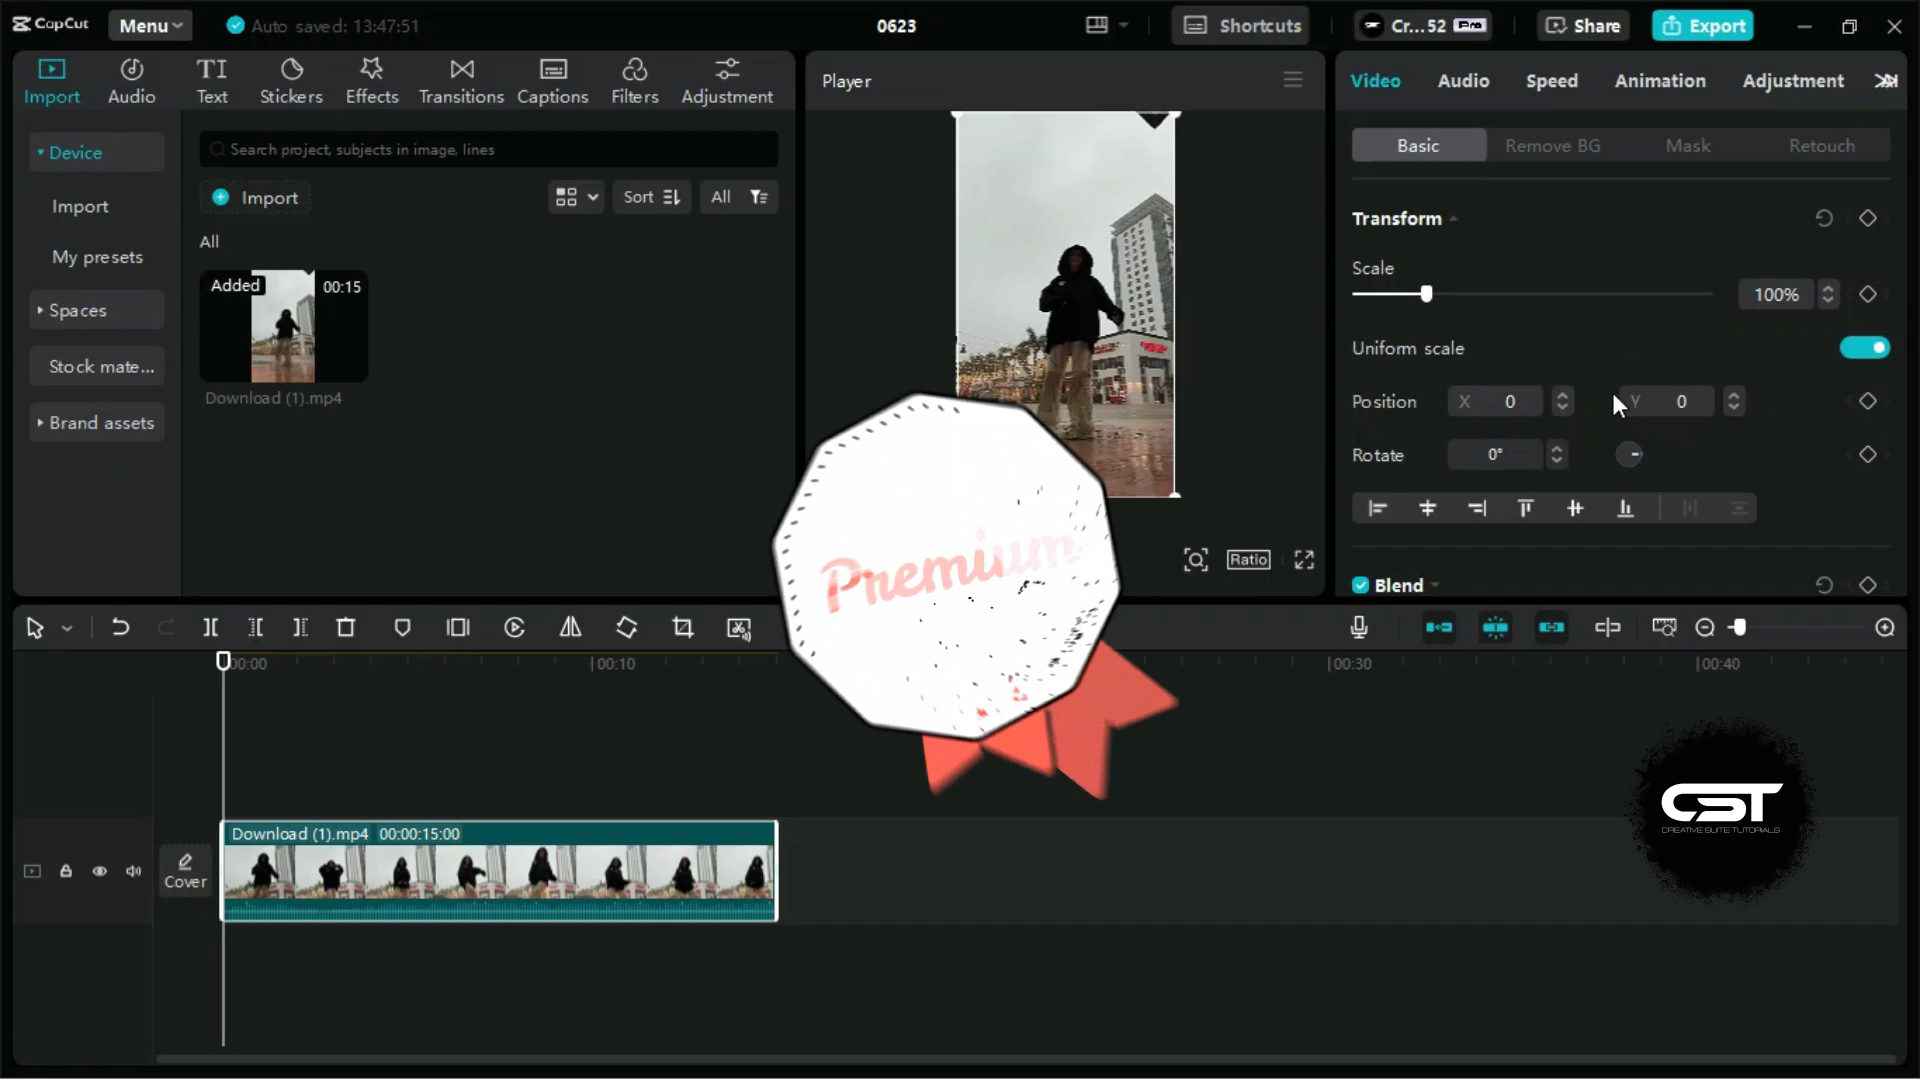 CapCut
Menu
Auto saved: 13:47:51
0623
Shortcuts
Cr...52 Pro
Share
Export
Import
Audio
TI
Text
Stickers
Effects
Transitions
Captions
Filters
Adjustment
Player
Video
Audio
Speed
Animation
Adjustment
Device
Import
My presets
Spaces
Stock mate...
Brand assets
Search project, subjects in image, lines
Import
Sort
All
All
Added
00:15
Download (1).mp4
Basic
Remove BG
Mask
Retouch
Transform
Scale
100%
Uniform scale
Position
X 0
Y 0
Rotate
0°
Blend
Ratio
Premium
00:00
00:10
00:30
00:40
Cover
Download (1).mp4 00:00:15:00
CST
CREATIVE SUITE TUTORIALS